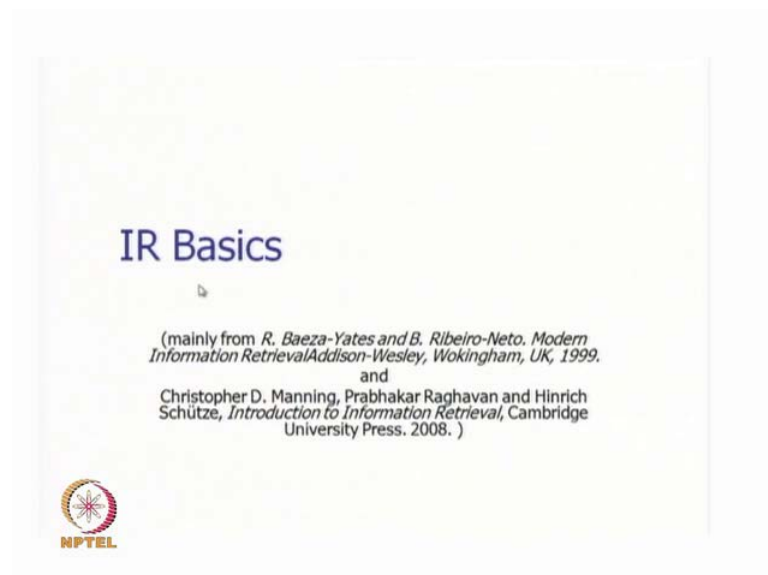 IR Basics
(mainly from R. Baeza-Yates and B. Ribeiro-Neto. Modern
Information RetrievalAddison-Wesley, Wokingham, UK, 1999.
and
Christopher D. Manning, Prabhakar Raghavan and Hinrich
Schütze, Introduction to Information Retrieval, Cambridge
University Press. 2008. )
NPTEL